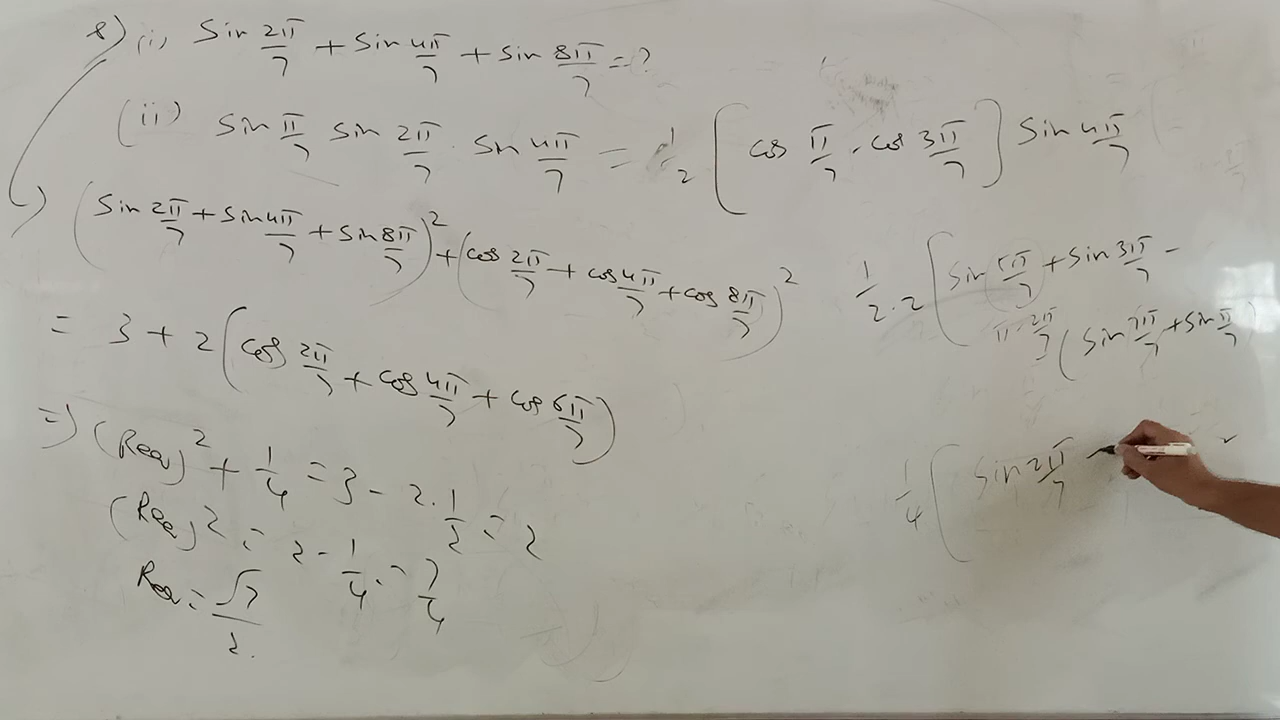 8) (i) Sin 2π/7 + Sin 4π/7 + Sin 8π/7 = ?
(ii) Sin π/7 Sin 2π/7 . Sin 4π/7 = 1/2 [cos π/7 . cos 3π/7] Sin 4π/7
(Sin 2π/7 + Sin 4π/7 + Sin 8π/7)² + (cos 2π/7 + cos 4π/7 + cos 8π/7)²
= 3 + 2(cos 2π/7 + cos 4π/7 + cos 6π/7)
=) (Req)² + 1/4 = 3 - 2.1/2 = 2
(Req)² = 2 - 1/4 = 7/4
Req = √7/2.
1/2.2 [Sin 5π/7 + Sin 3π/7 -
π - 2π/7 (Sin 7π/7 + Sin π/7)
1/4 [Sin 2π/7